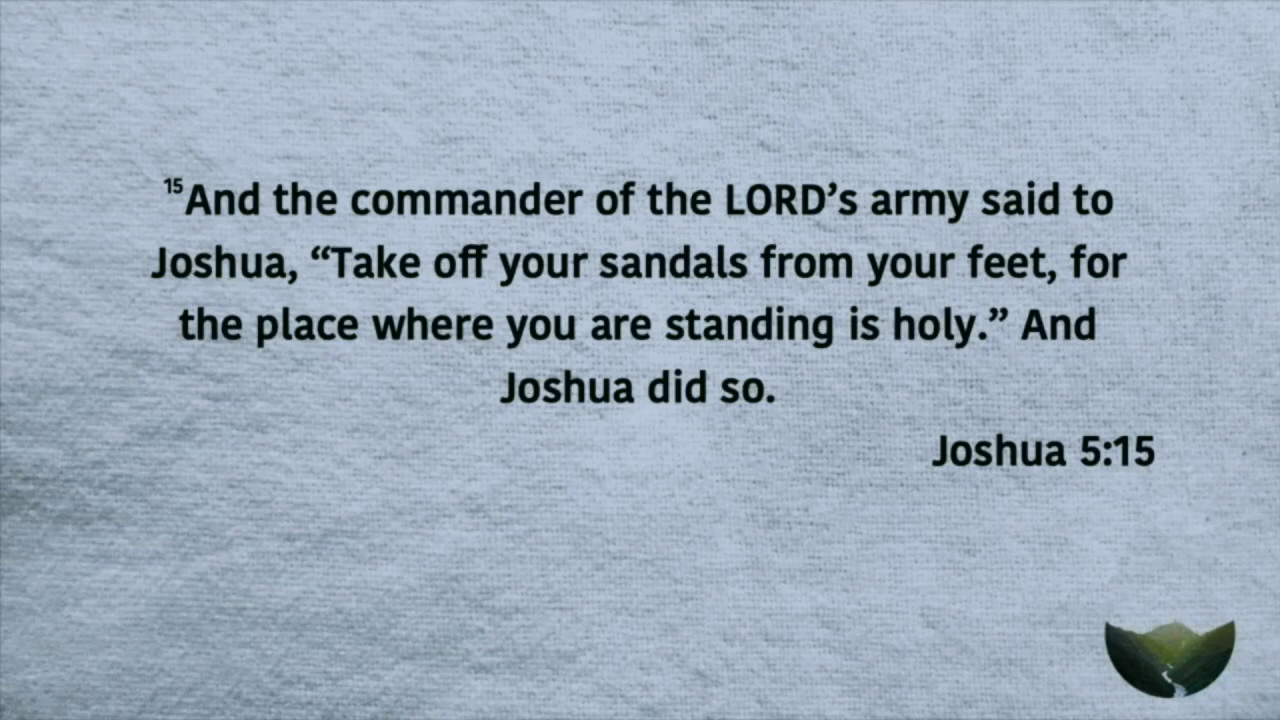 ¹⁵And the commander of the LORD’s army said to
Joshua, “Take off your sandals from your feet, for
the place where you are standing is holy.” And
Joshua did so.
Joshua 5:15